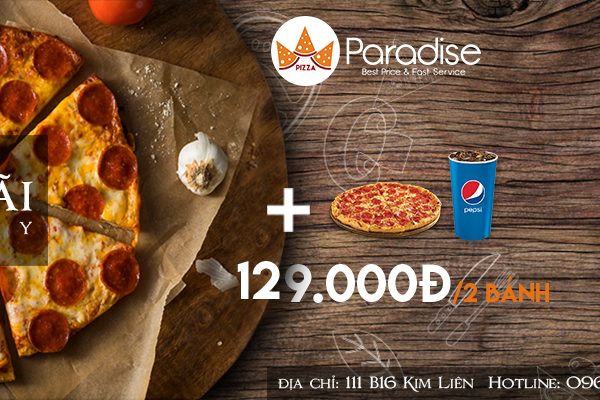 PIZZA
Paradise
Best Price & Fast Service
ÃI
Y
+
pepsi
129.000Đ/2 BÁNH
ĐỊA CHỈ: 111 B16 KIM LIÊN HOTLINE: 096